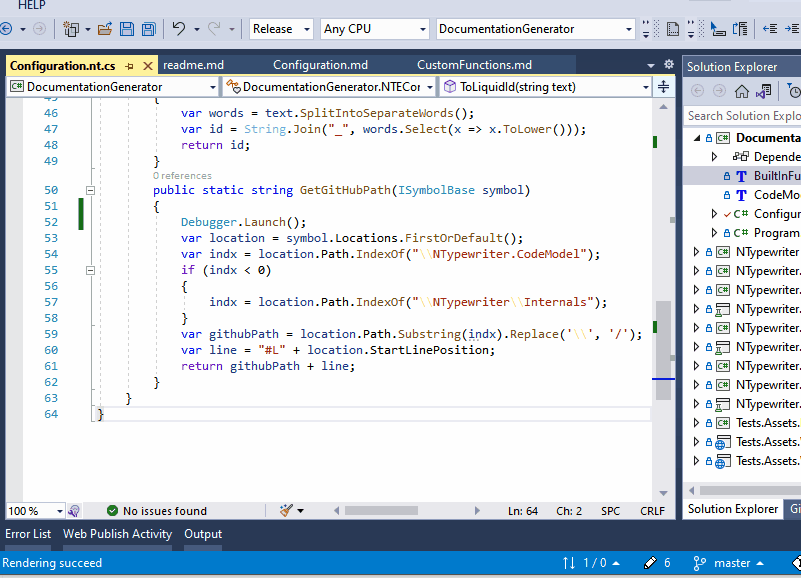 HELP
Release Any CPU DocumentationGenerator
Configuration.nt.cs readme.md Configuration.md CustomFunctions.md
DocumentationGenerator DocumentationGenerator.NTECor ToLiquidId(string text)
45 {
46 var words = text.SplitIntoSeparateWords();
47 var id = String.Join("_", words.Select(x => x.ToLower()));
48 return id;
49 }
0 references
50 public static string GetGitHubPath(ISymbolBase symbol)
51 {
52 Debugger.Launch();
53 var location = symbol.Locations.FirstOrDefault();
54 var indx = location.Path.IndexOf("\\NTypewriter.CodeModel");
55 if (indx < 0)
56 {
57 indx = location.Path.IndexOf("\\NTypewriter\\Internals");
58 }
59 var githubPath = location.Path.Substring(indx).Replace('\\', '/');
60 var line = "#L" + location.StartLinePosition;
61 return githubPath + line;
62 }
63 }
64 }
100 % No issues found Ln: 64 Ch: 2 SPC CRLF
Solution Explorer
Search Solution Explo
C# Documenta
Depende
BuiltInFu
CodeMo
C# Configur
C# Program
C# NTypewriter
C# NTypewriter.
C# NTypewriter.
NTypewriter.
C# NTypewriter.
NTypewriter.
C# NTypewriter.
C# NTypewriter.
NTypewriter.
C# Tests.Assets.
Tests.Assets.
Tests.Assets.
Solution Explorer Gi
Error List Web Publish Activity Output
Rendering succeed 1 / 0 6 master